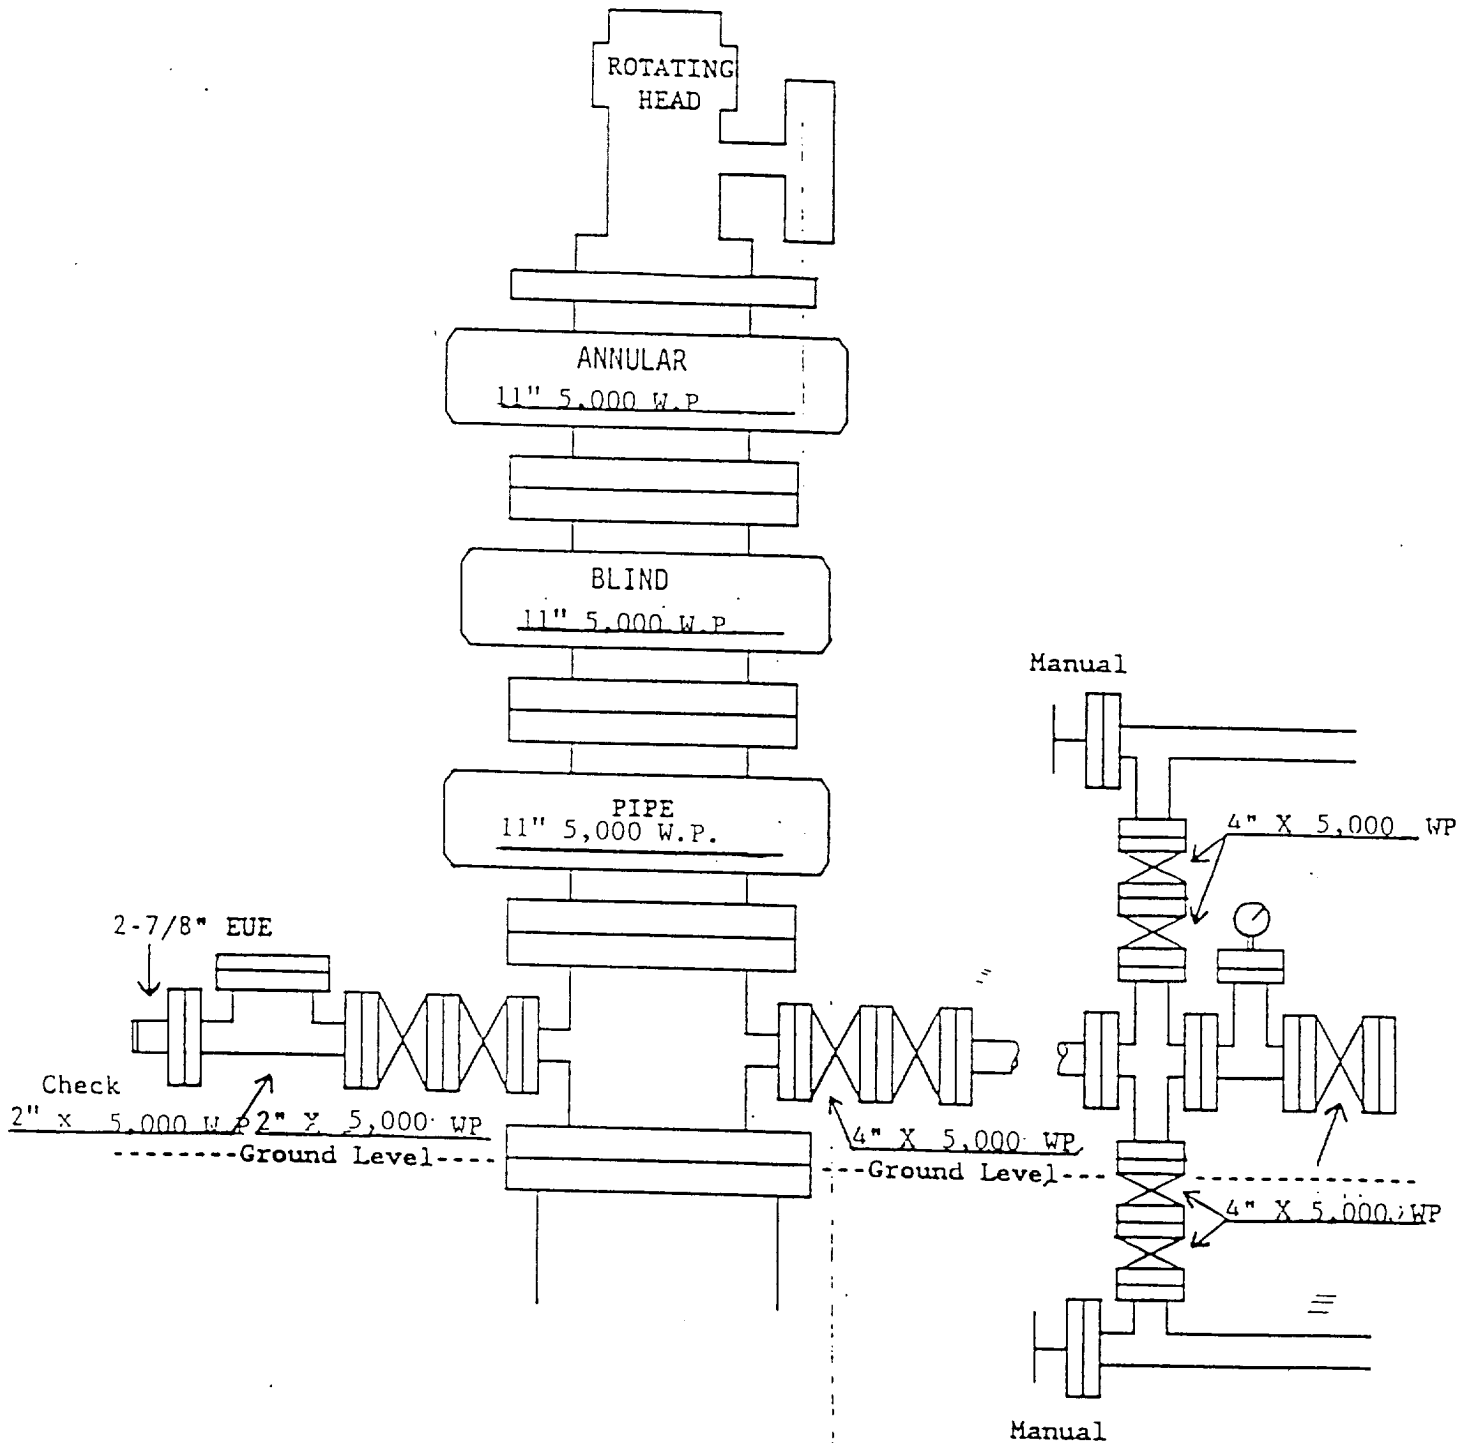 ROTATING
HEAD
ANNULAR
11" 5,000 W.P
BLIND
11" 5,000 W.P
Manual
PIPE
11" 5,000 W.P.
4" X 5,000 WP
2-7/8" EUE
Check
2" x 5,000 W P
2" X 5,000 WP
4" X 5,000 WP
Ground Level
Ground Level
4" X 5,000 WP
Manual